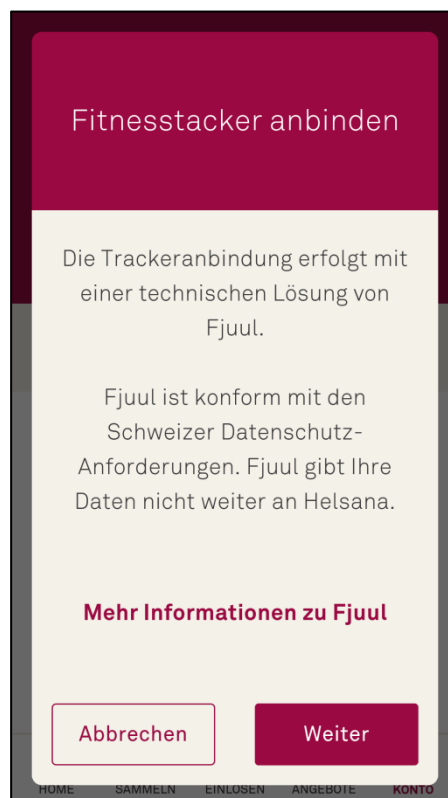 Fitnesstacker anbinden
Die Trackeranbindung erfolgt mit
einer technischen Lösung von
Fjuul.
Fjuul ist konform mit den
Schweizer Datenschutz-
Anforderungen. Fjuul gibt Ihre
Daten nicht weiter an Helsana.
Mehr Informationen zu Fjuul
Abbrechen Weiter
HOME SAMMELN EINLÖSEN ANGEBOTE KONTO